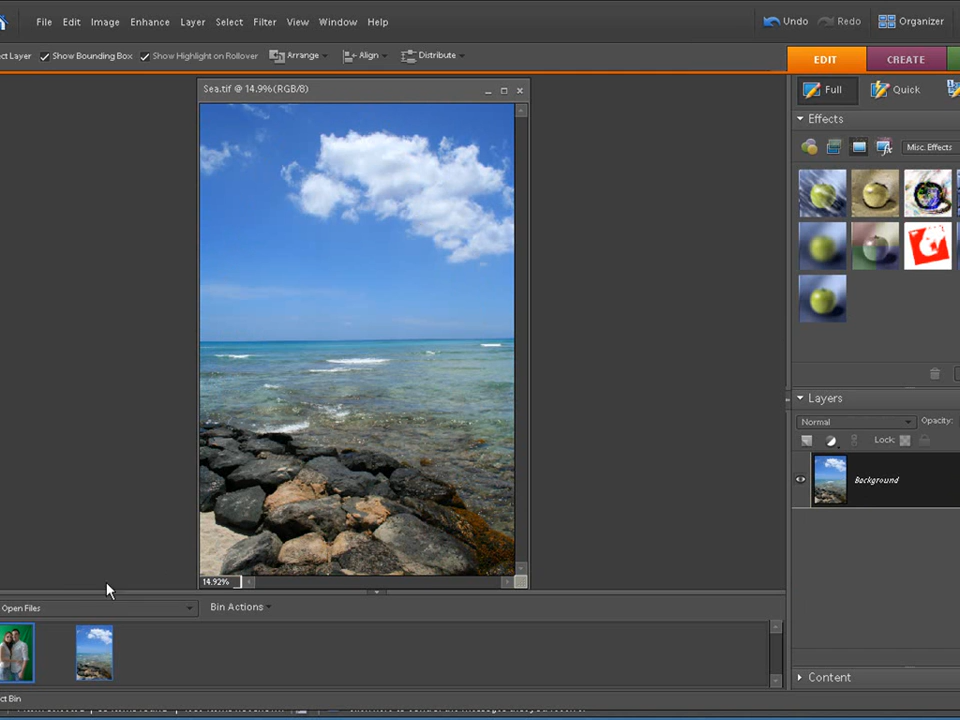 File Edit Image Enhance Layer Select Filter View Window Help Undo Redo Organizer
ct Layer Show Bounding Box Show Highlight on Rollover Arrange Align Distribute
EDIT CREATE
Sea.tif @ 14.9%(RGB/8)
Full Quick
Effects
Misc. Effects
Layers
Normal Opacity:
Lock:
Background
14.92%
Open Files Bin Actions
Content
ct Bin